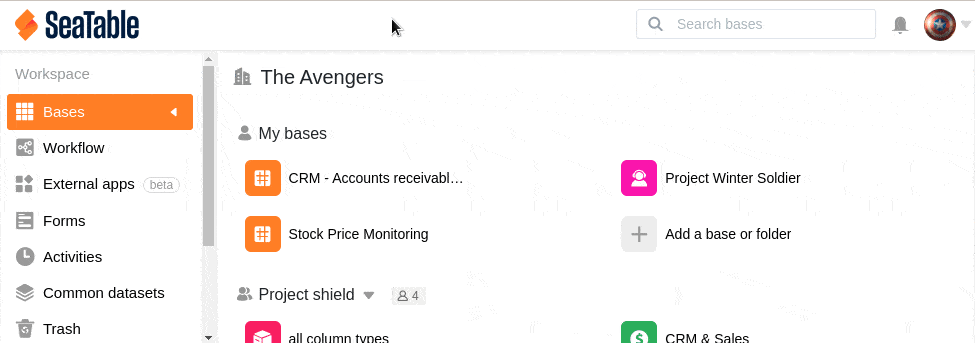 SeaTable
Search bases
Workspace
Bases
Workflow
External apps beta
Forms
Activities
Common datasets
Trash
The Avengers
My bases
CRM - Accounts receivabl…
Project Winter Soldier
Stock Price Monitoring
Add a base or folder
Project shield 4
all column types
CRM & Sales